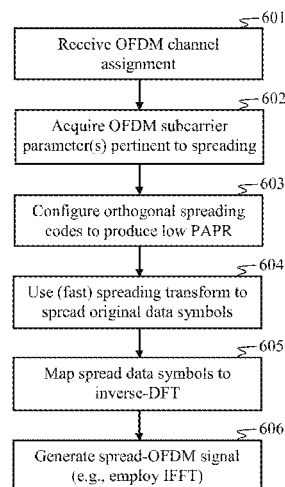 601
Receive OFDM channel
assignment
602
Acquire OFDM subcarrier
parameter(s) pertinent to spreading
603
Configure orthogonal spreading
codes to produce low PAPR
604
Use (fast) spreading transform to
spread original data symbols
605
Map spread data symbols to
inverse-DFT
606
Generate spread-OFDM signal
(e.g., employ IFFT)